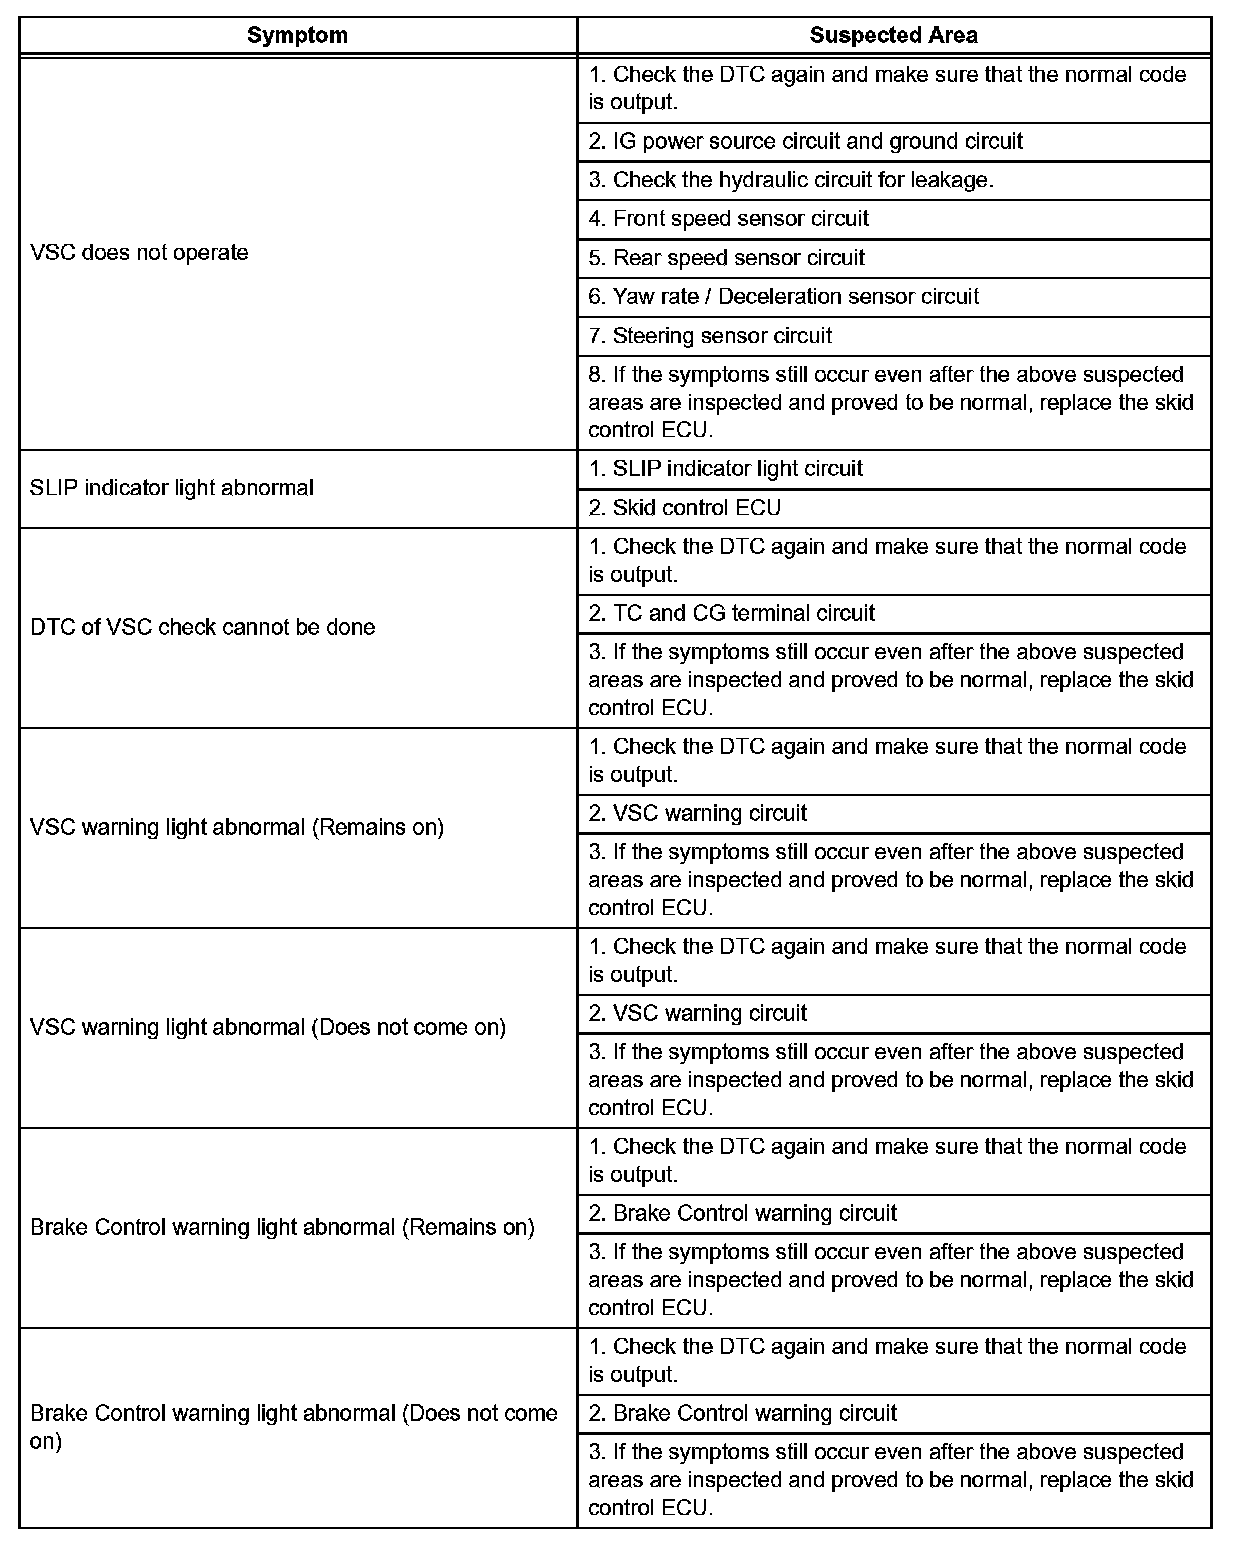 Symptom
Suspected Area
VSC does not operate
1. Check the DTC again and make sure that the normal code
is output.
2. IG power source circuit and ground circuit
3. Check the hydraulic circuit for leakage.
4. Front speed sensor circuit
5. Rear speed sensor circuit
6. Yaw rate / Deceleration sensor circuit
7. Steering sensor circuit
8. If the symptoms still occur even after the above suspected
areas are inspected and proved to be normal, replace the skid
control ECU.
SLIP indicator light abnormal
1. SLIP indicator light circuit
2. Skid control ECU
DTC of VSC check cannot be done
1. Check the DTC again and make sure that the normal code
is output.
2. TC and CG terminal circuit
3. If the symptoms still occur even after the above suspected
areas are inspected and proved to be normal, replace the skid
control ECU.
VSC warning light abnormal (Remains on)
1. Check the DTC again and make sure that the normal code
is output.
2. VSC warning circuit
3. If the symptoms still occur even after the above suspected
areas are inspected and proved to be normal, replace the skid
control ECU.
VSC warning light abnormal (Does not come on)
1. Check the DTC again and make sure that the normal code
is output.
2. VSC warning circuit
3. If the symptoms still occur even after the above suspected
areas are inspected and proved to be normal, replace the skid
control ECU.
Brake Control warning light abnormal (Remains on)
1. Check the DTC again and make sure that the normal code
is output.
2. Brake Control warning circuit
3. If the symptoms still occur even after the above suspected
areas are inspected and proved to be normal, replace the skid
control ECU.
Brake Control warning light abnormal (Does not come
on)
1. Check the DTC again and make sure that the normal code
is output.
2. Brake Control warning circuit
3. If the symptoms still occur even after the above suspected
areas are inspected and proved to be normal, replace the skid
control ECU.